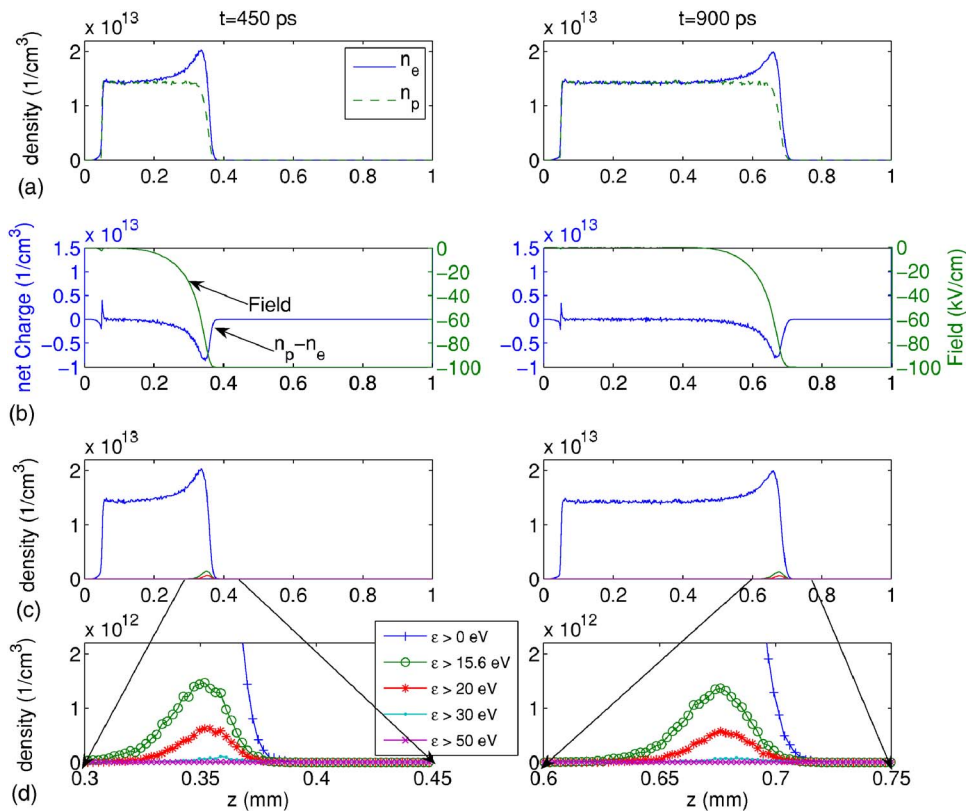 t=450 ps
t=900 ps
x 10^13
x 10^13
density (1/cm^3)
2
1
0
n_e
n_p
2
1
0
0 0.2 0.4 0.6 0.8 1
0 0.2 0.4 0.6 0.8 1
(a)
x 10^13
x 10^13
net Charge (1/cm^3)
1.5
1
0.5
0
−0.5
−1
Field
n_p−n_e
0
−20
−40
−60
−80
−100
1.5
1
0.5
0
−0.5
−1
0
−20
−40
−60
−80
−100
Field (kV/cm)
0 0.2 0.4 0.6 0.8 1
0 0.2 0.4 0.6 0.8 1
(b)
x 10^13
x 10^13
density (1/cm^3)
2
1
0
2
1
0
0 0.2 0.4 0.6 0.8 1
0 0.2 0.4 0.6 0.8 1
(c)
x 10^12
x 10^12
density (1/cm^3)
2
1
0
ε > 0 eV
ε > 15.6 eV
ε > 20 eV
ε > 30 eV
ε > 50 eV
2
1
0
0.3 0.35 0.4 0.45
0.6 0.65 0.7 0.75
(d)
z (mm)
z (mm)